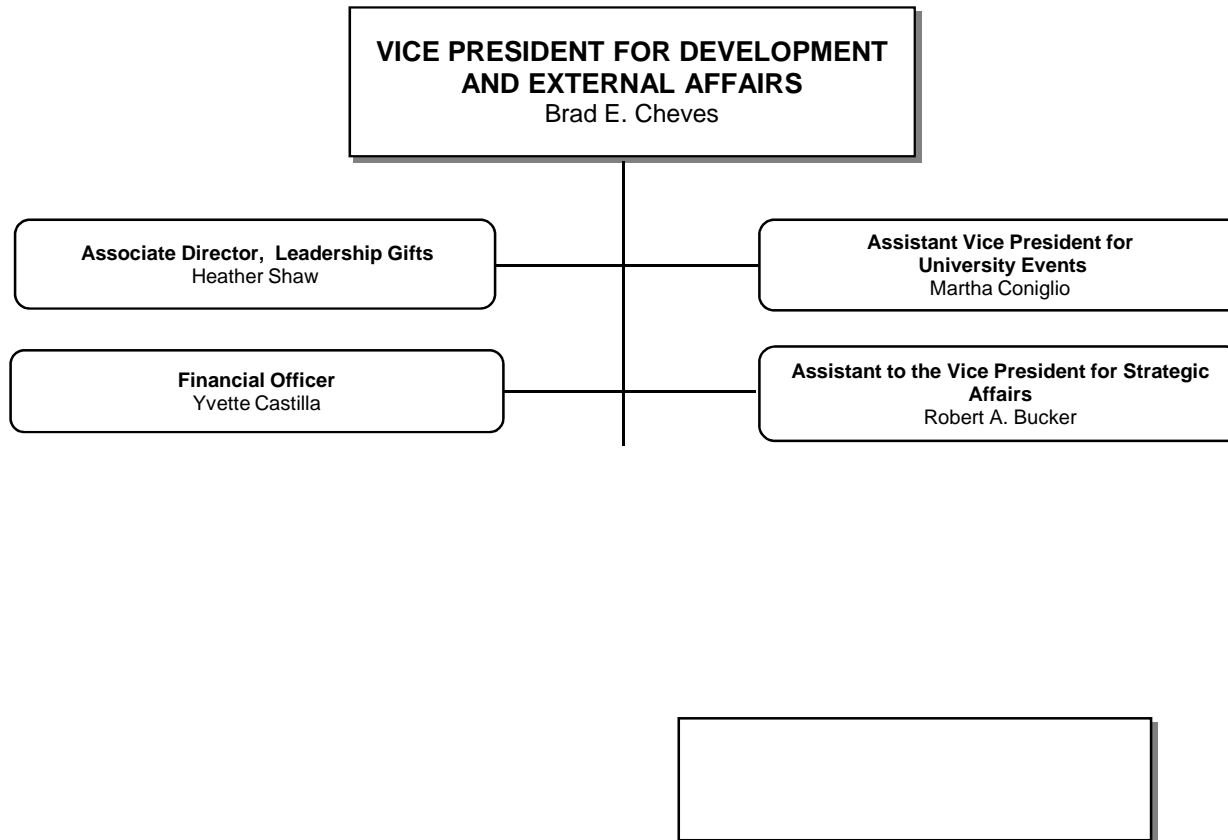 VICE PRESIDENT FOR DEVELOPMENT
AND EXTERNAL AFFAIRS
Brad E. Cheves
Associate Director,  Leadership Gifts
Heather Shaw
Assistant Vice President for
University Events
Martha Coniglio
Financial Officer
Yvette Castilla
Assistant to the Vice President for Strategic
Affairs
Robert A. Bucker